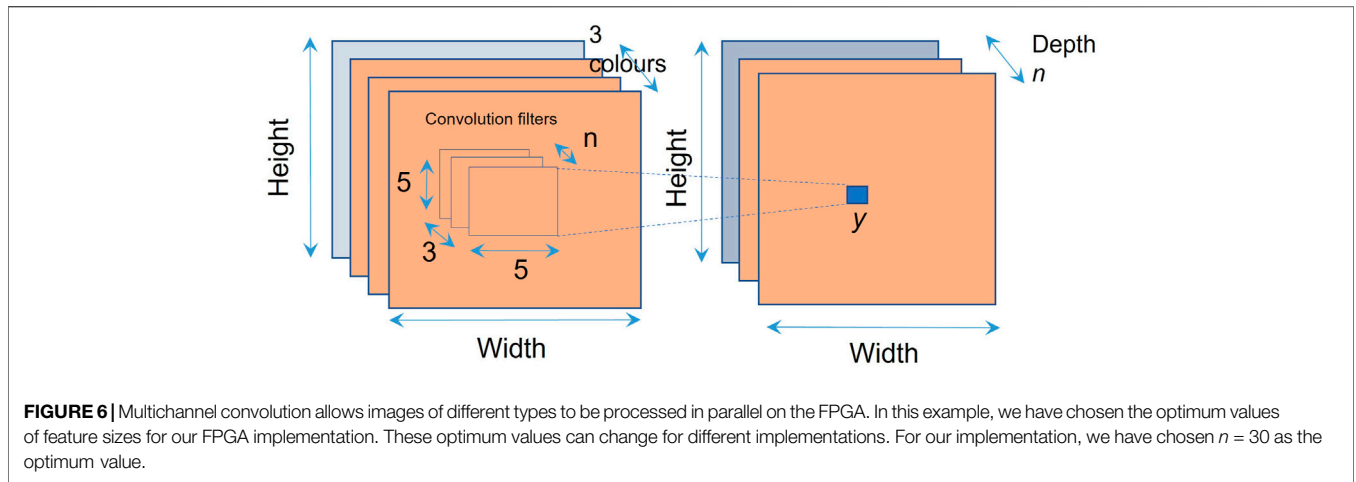 3
colours
Height
Convolution filters
n
5
3
5
Width
Depth
n
Height
y
Width
FIGURE 6 | Multichannel convolution allows images of different types to be processed in parallel on the FPGA. In this example, we have chosen the optimum values
of feature sizes for our FPGA implementation. These optimum values can change for different implementations. For our implementation, we have chosen n = 30 as the
optimum value.